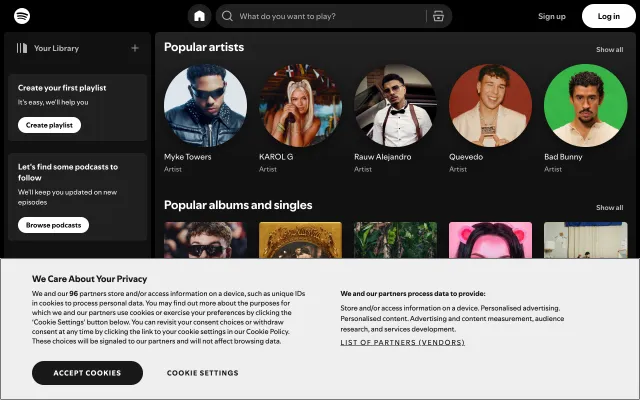 What do you want to play?
Sign up
Log in
Your Library
Create your first playlist
It's easy, we'll help you
Create playlist
Let's find some podcasts to
follow
We'll keep you updated on new
episodes
Browse podcasts
Popular artists
Show all
Myke Towers
Artist
KAROL G
Artist
Rauw Alejandro
Artist
Quevedo
Artist
Bad Bunny
Artist
Popular albums and singles
Show all
We Care About Your Privacy
We and our 96 partners store and/or access information on a device, such as unique IDs
in cookies to process personal data. You may find out more about the purposes for
which we and our partners use cookies or exercise your preferences by clicking the
'Cookie Settings' button below. You can revisit your consent choices or withdraw
consent at any time by clicking the link to your cookie settings in our Cookie Policy.
These choices will be signaled to our partners and will not affect browsing data.
We and our partners process data to provide:
Store and/or access information on a device. Personalised advertising.
Personalised content. Advertising and content measurement, audience
research, and services development.
LIST OF PARTNERS (VENDORS)
ACCEPT COOKIES
COOKIE SETTINGS